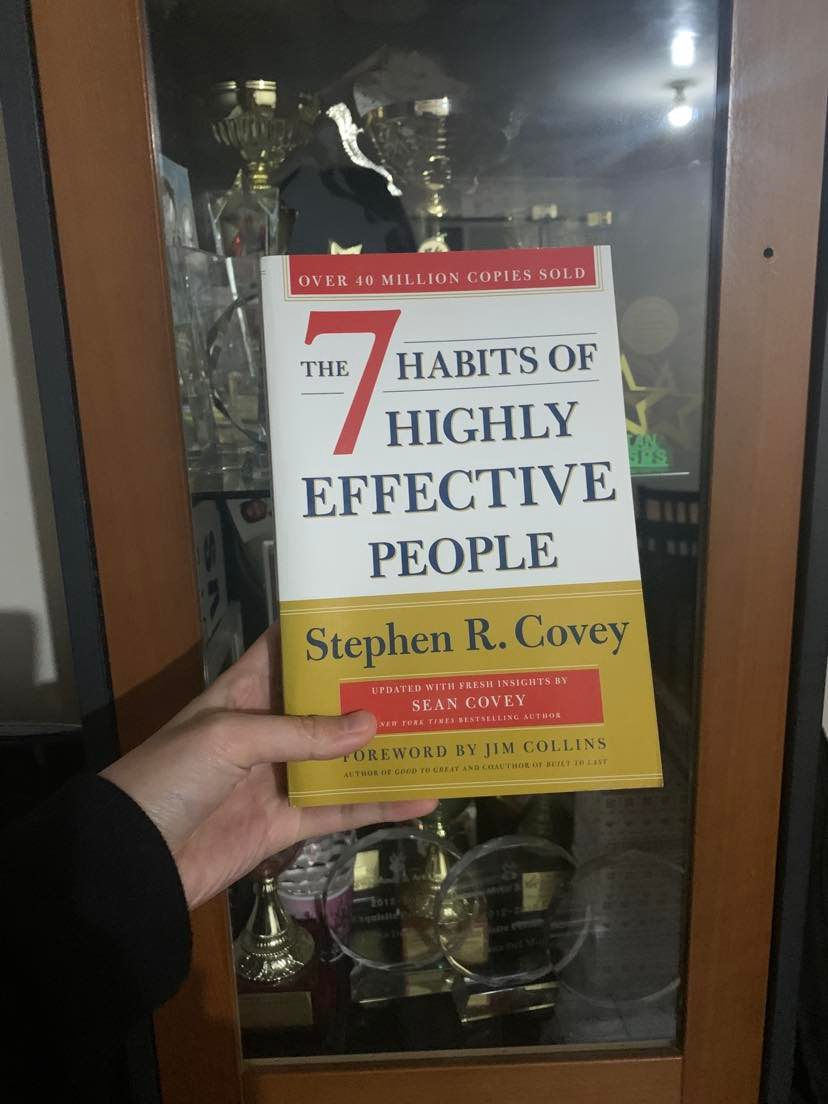 OVER 40 MILLION COPIES SOLD
THE 7 HABITS OF
HIGHLY
EFFECTIVE
PEOPLE
Stephen R. Covey
UPDATED WITH FRESH INSIGHTS BY
SEAN COVEY
NEW YORK TIMES BESTSELLING AUTHOR
FOREWORD BY JIM COLLINS
AUTHOR OF GOOD TO GREAT AND COAUTHOR OF BUILT TO LAST